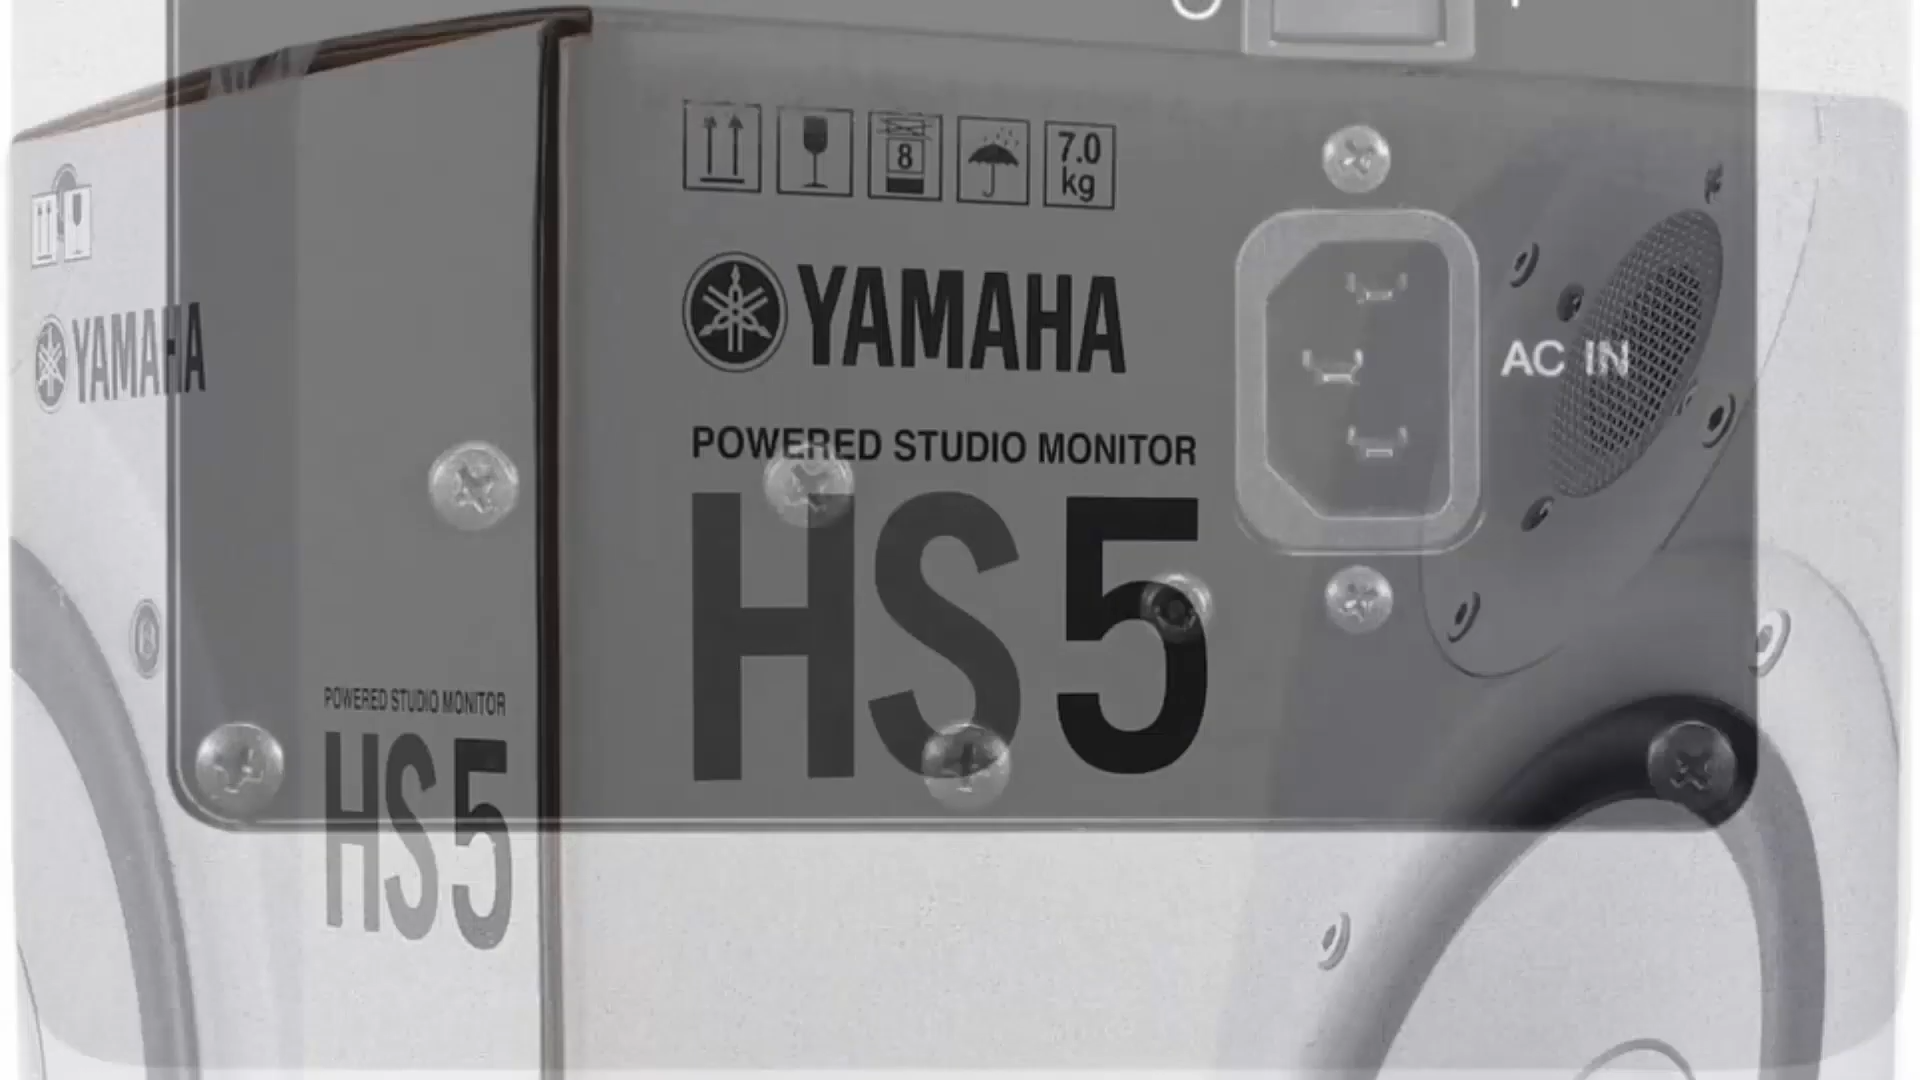 8
7.0
kg
YAMAHA
YAMAHA
AC IN
POWERED STUDIO MONITOR
HS5
POWERED STUDIO MONITOR
HS5